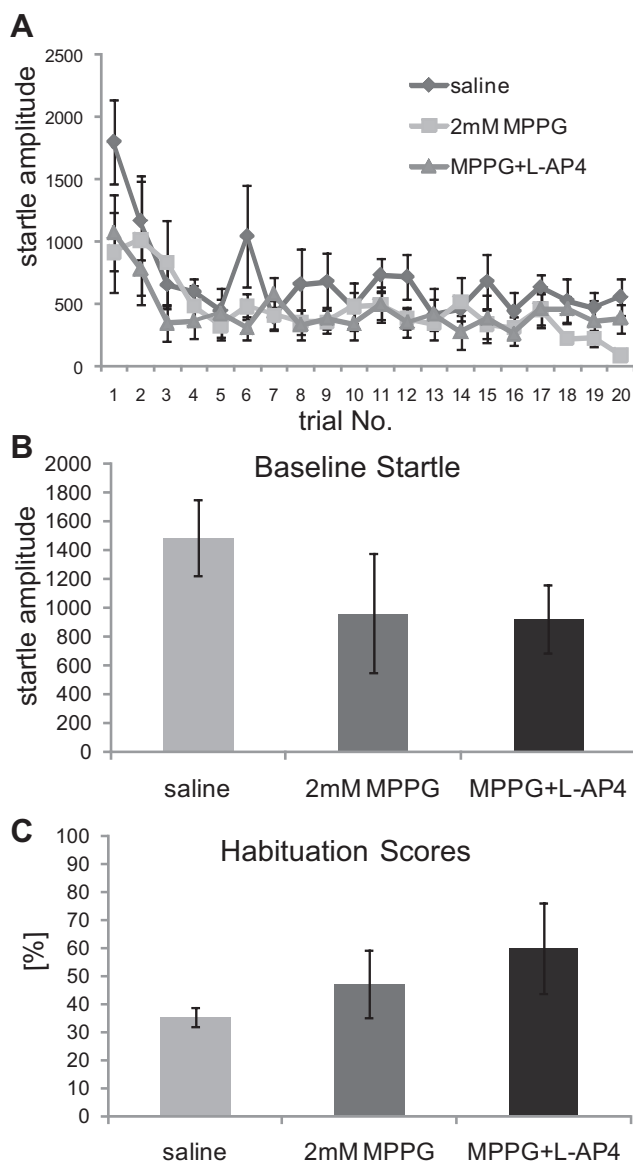 A
startle amplitude
2500
2000
1500
1000
500
0
saline
2mM MPPG
MPPG+L-AP4
1 2 3 4 5 6 7 8 9 10 11 12 13 14 15 16 17 18 19 20
trial No.
B
Baseline Startle
startle amplitude
2000
1800
1600
1400
1200
1000
800
600
400
200
0
saline 2mM MPPG MPPG+L-AP4
C
Habituation Scores
[%]
100
90
80
70
60
50
40
30
20
10
0
saline 2mM MPPG MPPG+L-AP4